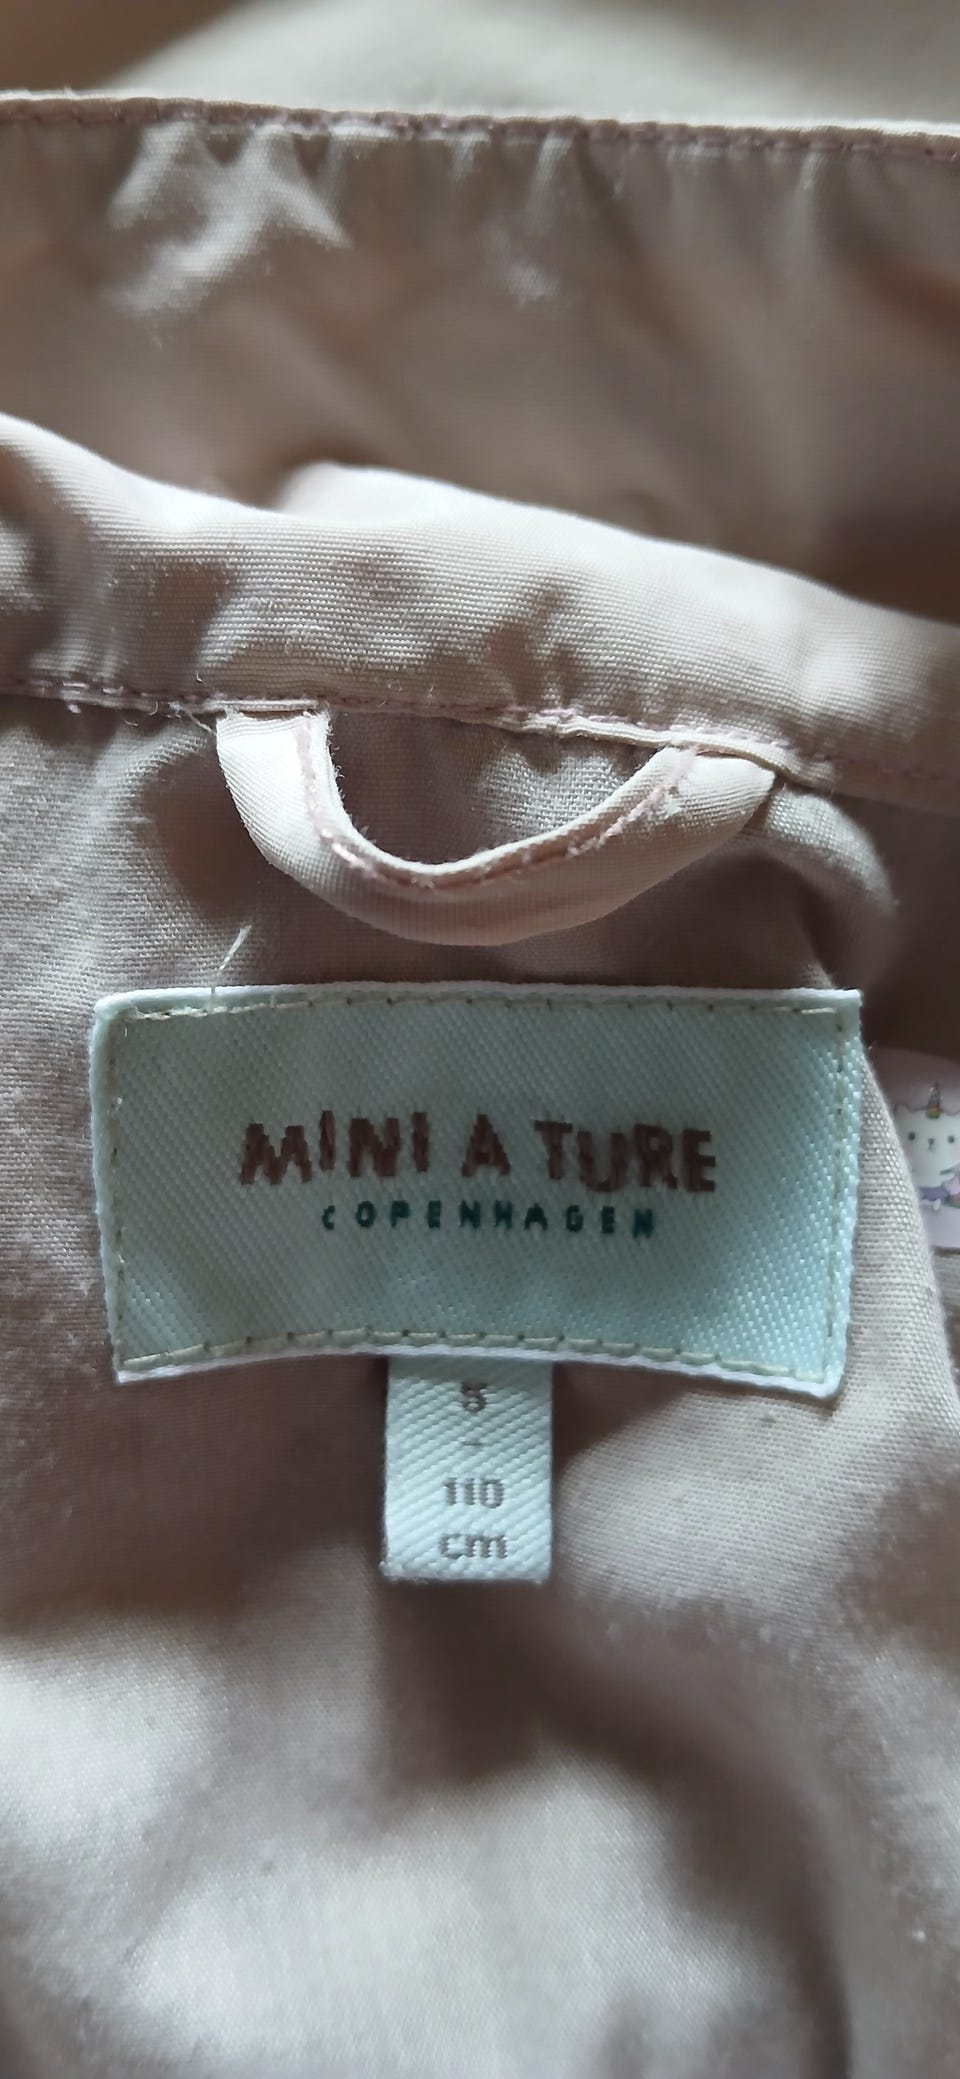 MINI A TURE
COPENHAGEN
5
-
110
cm